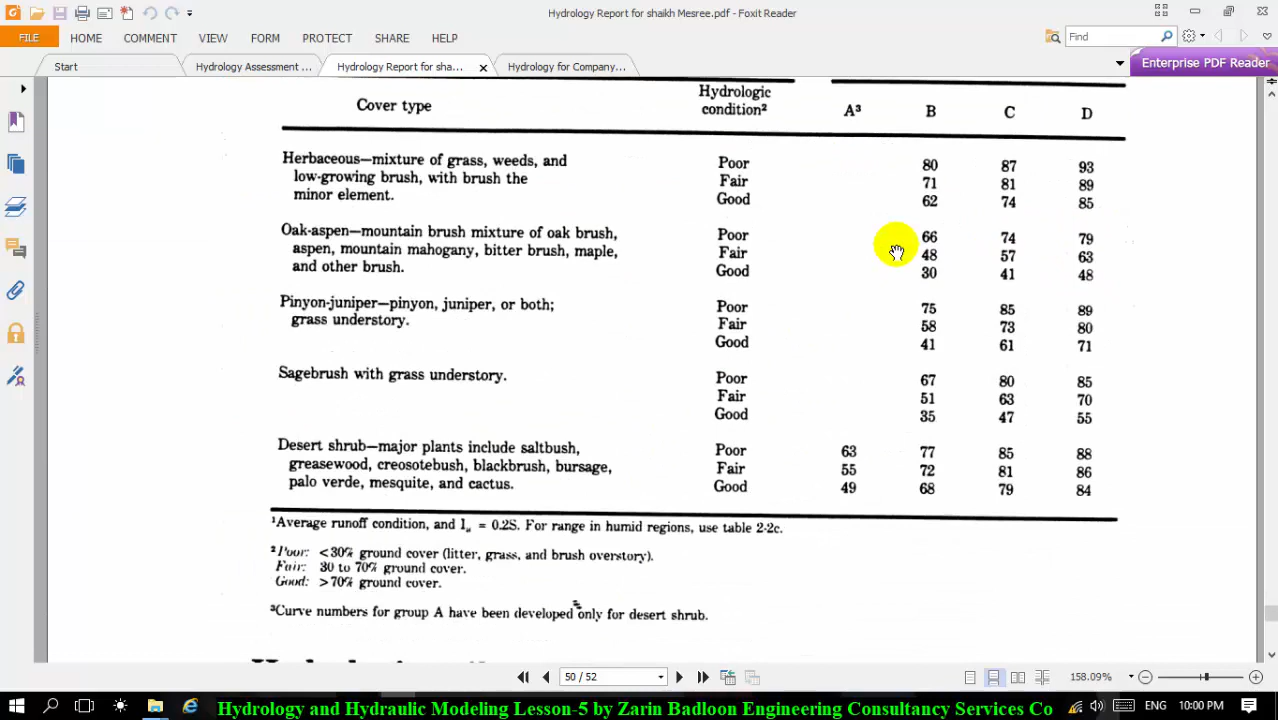 Hydrology Report for shaikh Mesree.pdf - Foxit Reader
FILE HOME COMMENT VIEW FORM PROTECT SHARE HELP Find
Start Hydrology Assessment ... Hydrology Report for sha... Hydrology for Company,... Enterprise PDF Reader
Cover type Hydrologic condition² A³ B C D
Herbaceous—mixture of grass, weeds, and Poor 80 87 93
low-growing brush, with brush the Fair 71 81 89
minor element. Good 62 74 85
Oak-aspen—mountain brush mixture of oak brush, Poor 66 74 79
aspen, mountain mahogany, bitter brush, maple, Fair 48 57 63
and other brush. Good 30 41 48
Pinyon-juniper—pinyon, juniper, or both; Poor 75 85 89
grass understory. Fair 58 73 80
Good 41 61 71
Sagebrush with grass understory. Poor 67 80 85
Fair 51 63 70
Good 35 47 55
Desert shrub—major plants include saltbush, Poor 63 77 85 88
greasewood, creosotebush, blackbrush, bursage, Fair 55 72 81 86
palo verde, mesquite, and cactus. Good 49 68 79 84
¹Average runoff condition, and Iₐ = 0.2S. For range in humid regions, use table 2-2c.
²Poor: <30% ground cover (litter, grass, and brush overstory).
Fair: 30 to 70% ground cover.
Good: >70% ground cover.
³Curve numbers for group A have been developed only for desert shrub.
50 / 52 158.09%
Hydrology and Hydraulic Modeling Lesson-5 by Zarin Badloon Engineering Consultancy Services Co 10:00 PM